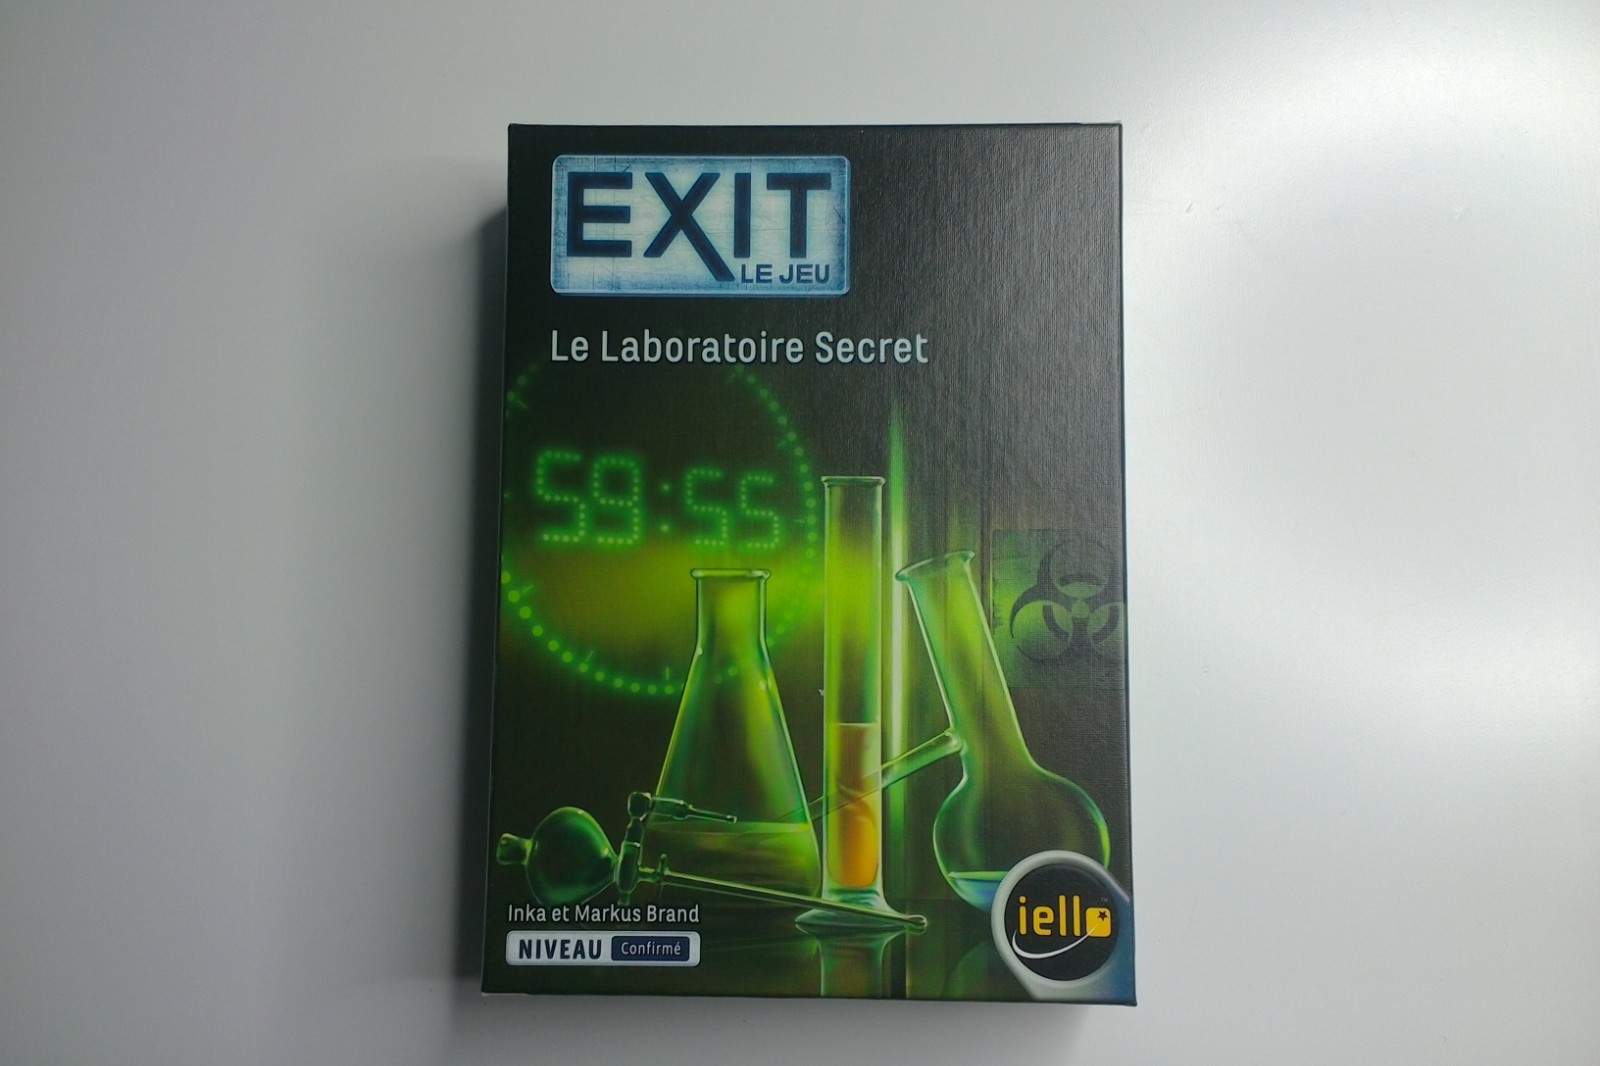 EXIT
LE JEU
Le Laboratoire Secret
59:55
Inka et Markus Brand
NIVEAU Confirmé
iello